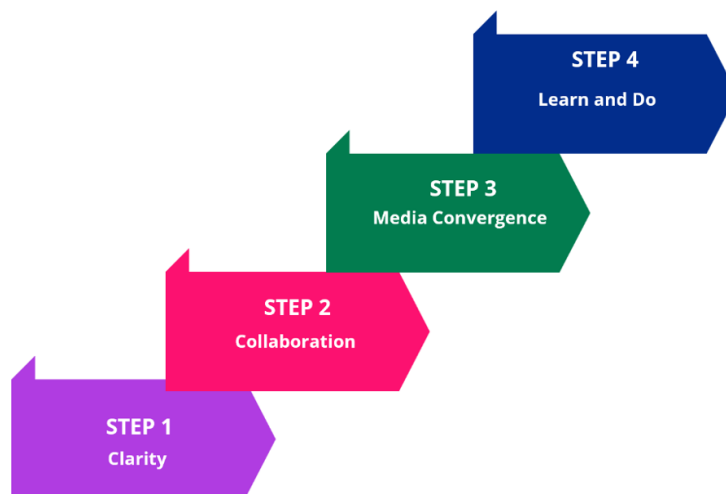 STEP 1
Clarity
STEP 2
Collaboration
STEP 3
Media Convergence
STEP 4
Learn and Do